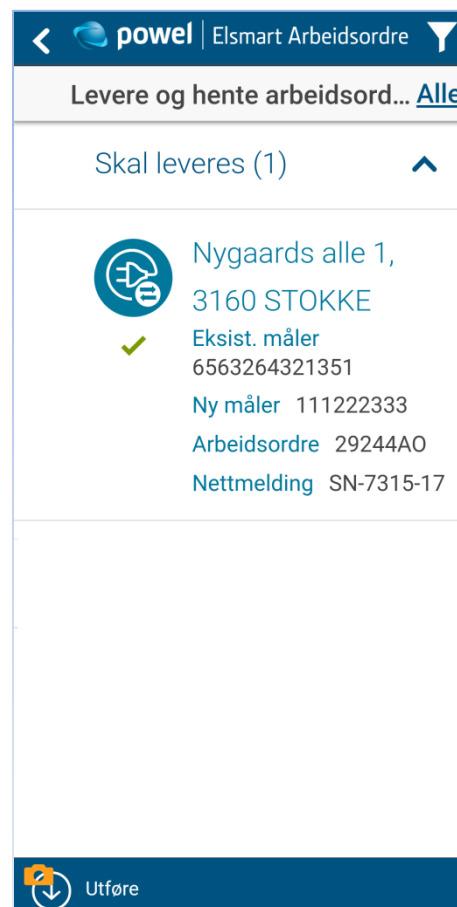 powel | Elsmart Arbeidsordre
Levere og hente arbeidsord... Alle
Skal leveres (1)
Nygaards alle 1,
3160 STOKKE
Eksist. måler
6563264321351
Ny måler 111222333
Arbeidsordre 29244AO
Nettmelding SN-7315-17
Utføre